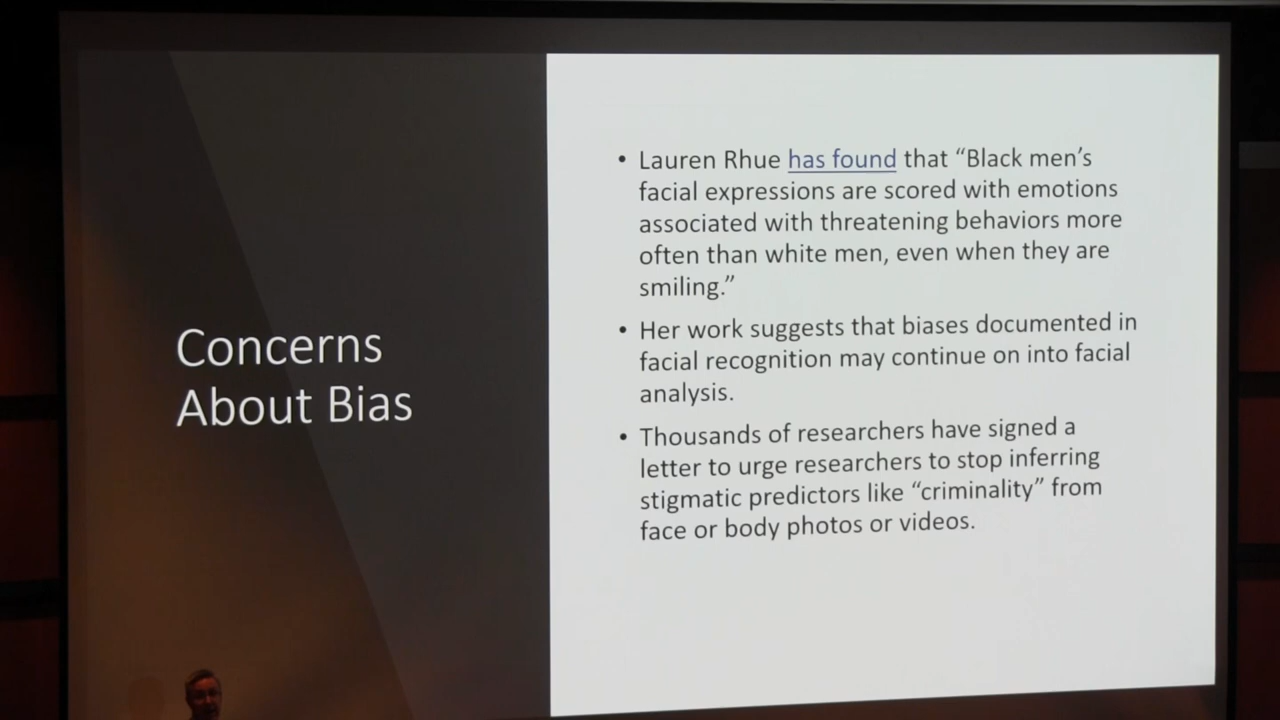 Concerns
About Bias
• Lauren Rhue has found that “Black men’s
facial expressions are scored with emotions
associated with threatening behaviors more
often than white men, even when they are
smiling.”
• Her work suggests that biases documented in
facial recognition may continue on into facial
analysis.
• Thousands of researchers have signed a
letter to urge researchers to stop inferring
stigmatic predictors like “criminality” from
face or body photos or videos.